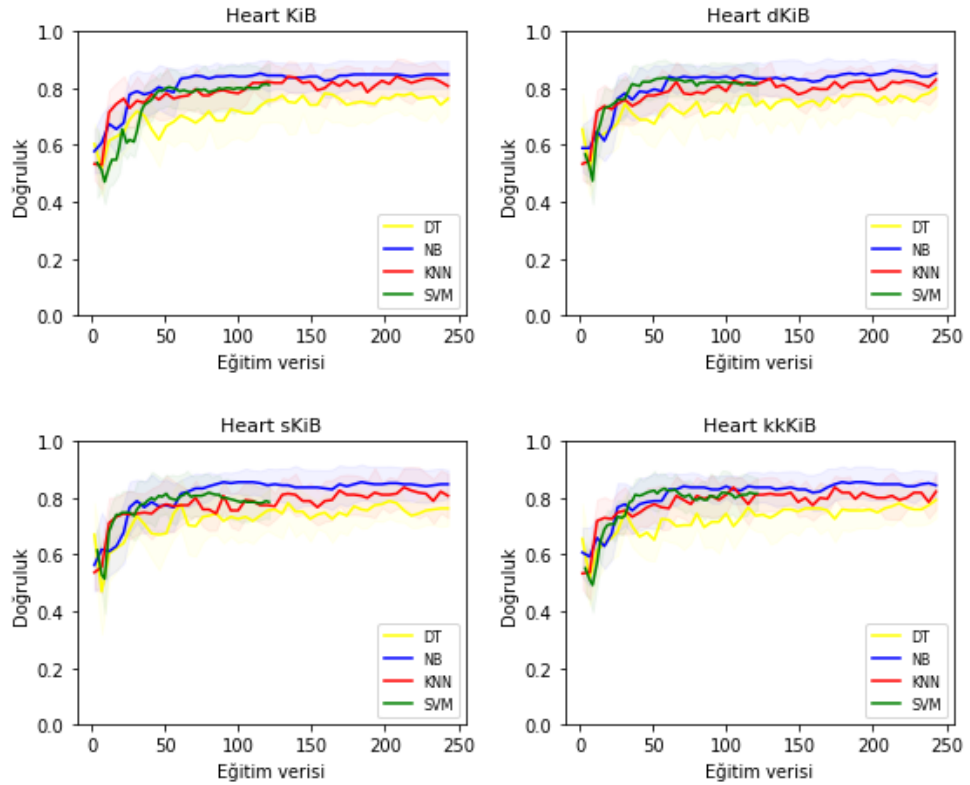 Heart KiB
1.0
0.8
0.6
0.4
0.2
0.0
Doğruluk
0 50 100 150 200 250
Eğitim verisi
DT
NB
KNN
SVM
Heart dKiB
1.0
0.8
0.6
0.4
0.2
0.0
Doğruluk
0 50 100 150 200 250
Eğitim verisi
DT
NB
KNN
SVM
Heart sKiB
1.0
0.8
0.6
0.4
0.2
0.0
Doğruluk
0 50 100 150 200 250
Eğitim verisi
DT
NB
KNN
SVM
Heart kkKiB
1.0
0.8
0.6
0.4
0.2
0.0
Doğruluk
0 50 100 150 200 250
Eğitim verisi
DT
NB
KNN
SVM